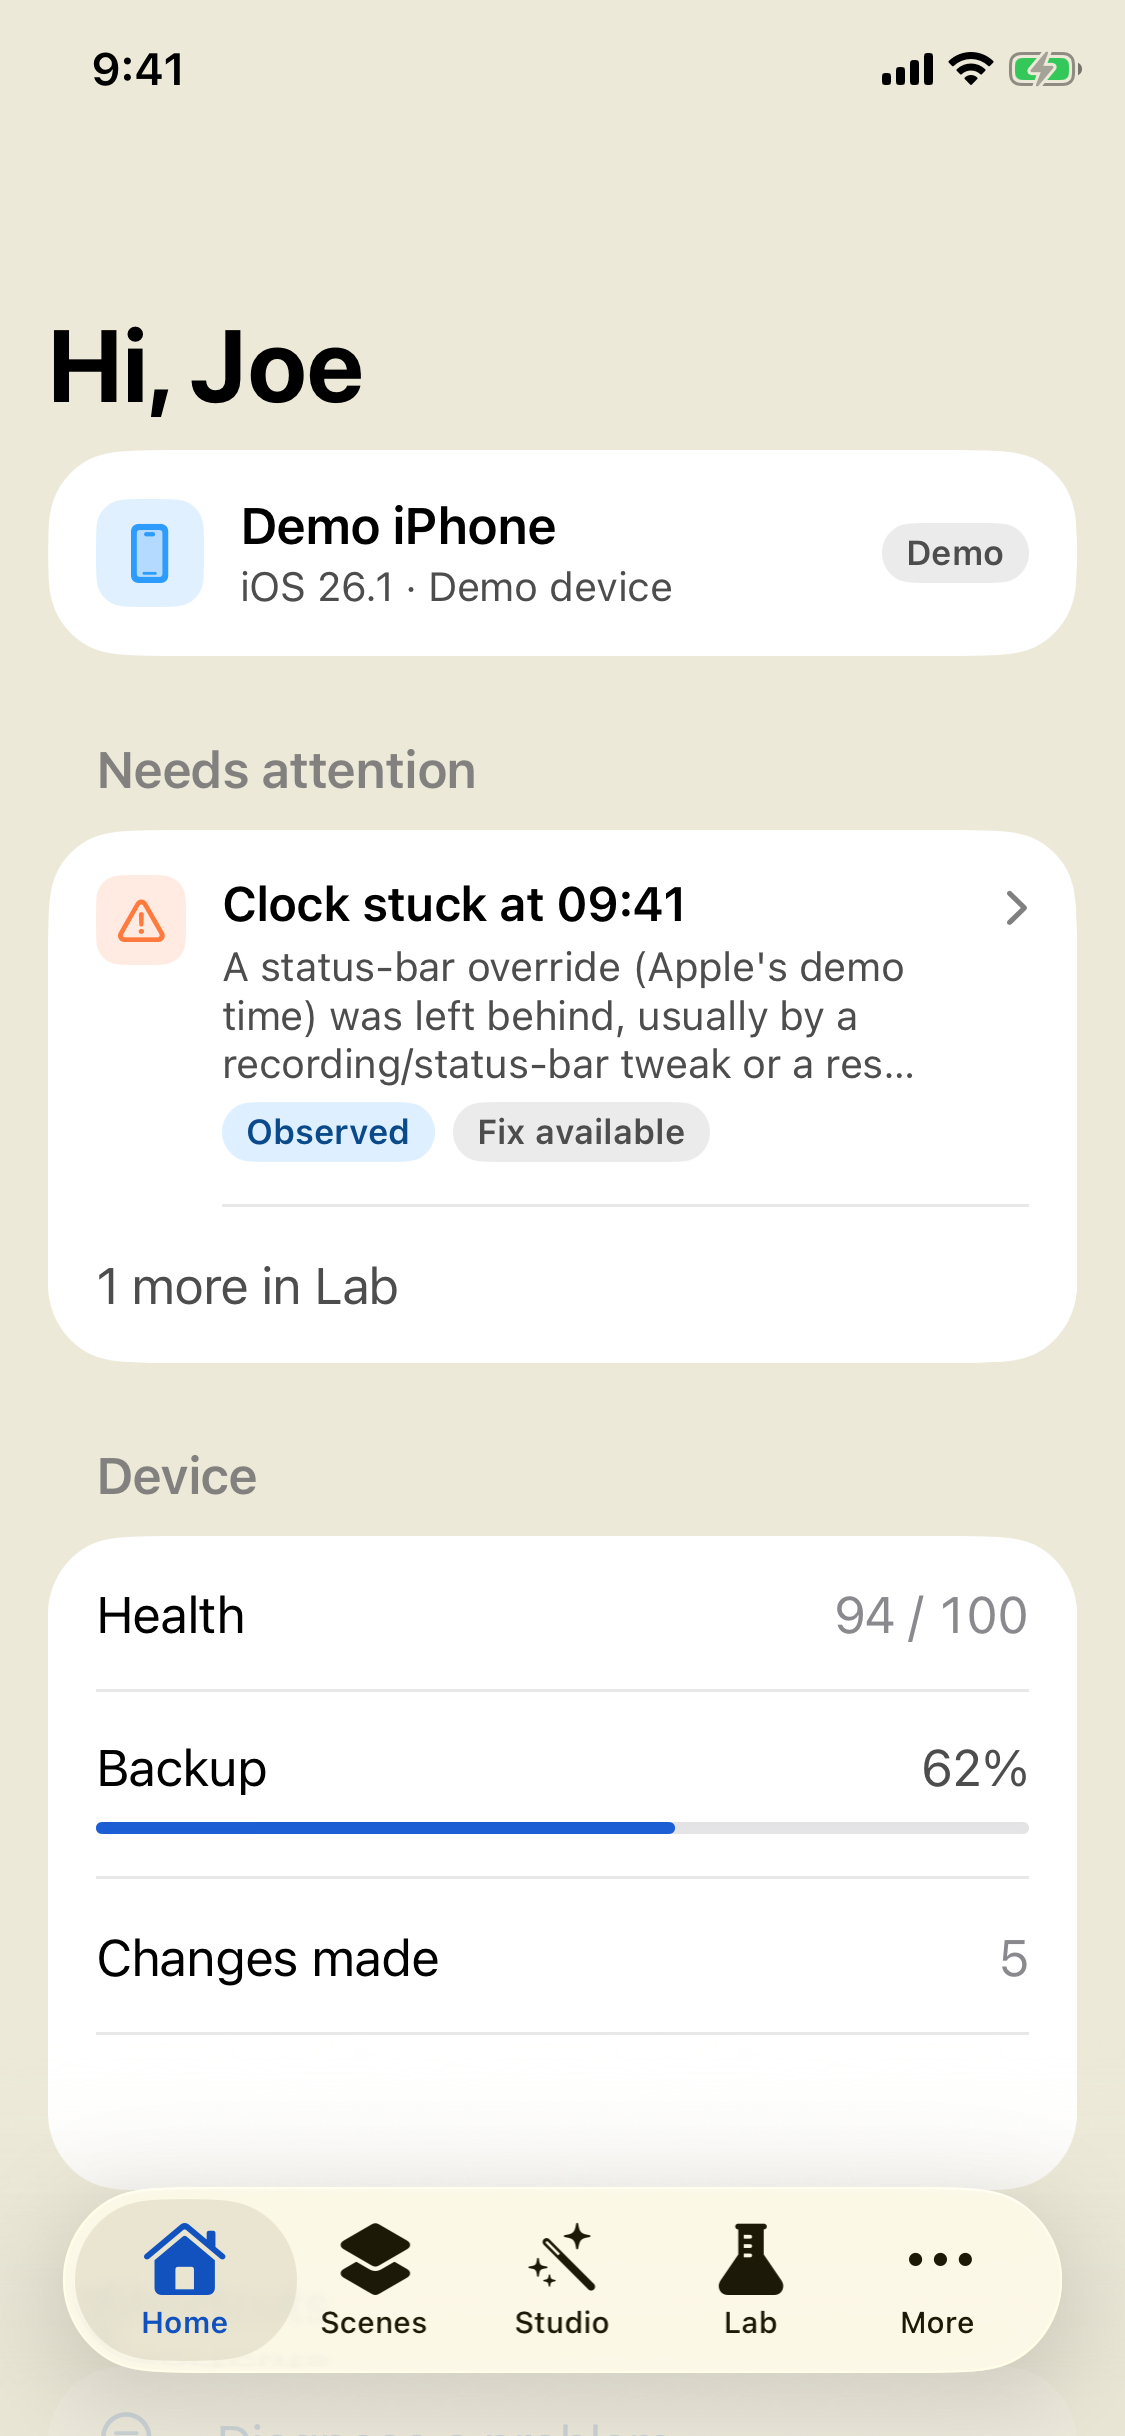 9:41
Hi, Joe
Demo iPhone
iOS 26.1 · Demo device
Demo
Needs attention
Clock stuck at 09:41
A status-bar override (Apple's demo
time) was left behind, usually by a
recording/status-bar tweak or a res...
Observed
Fix available
1 more in Lab
Device
Health
94 / 100
Backup
62%
Changes made
5
Home
Scenes
Studio
Lab
More
Diagnose a problem